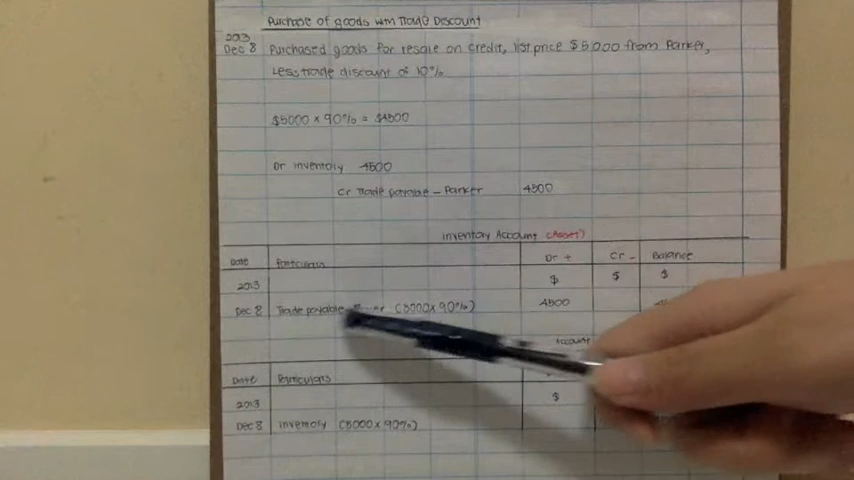 Purchase of goods with Trade Discount
2013
Dec 8 Purchased goods for resale on credit, list price $5000 from Parker,
Less trade discount of 10%
$5000 x 90% = $4500
Dr Inventory 4500
Cr Trade payable - Parker 4500
Inventory Account (Asset)
Date Particulars Dr + Cr - Balance
2013 $ $ $
Dec 8 Trade payable (5000 x 90%) 4500
Account
Date Particulars
2013 $
Dec 8 Inventory (5000 x 90%)